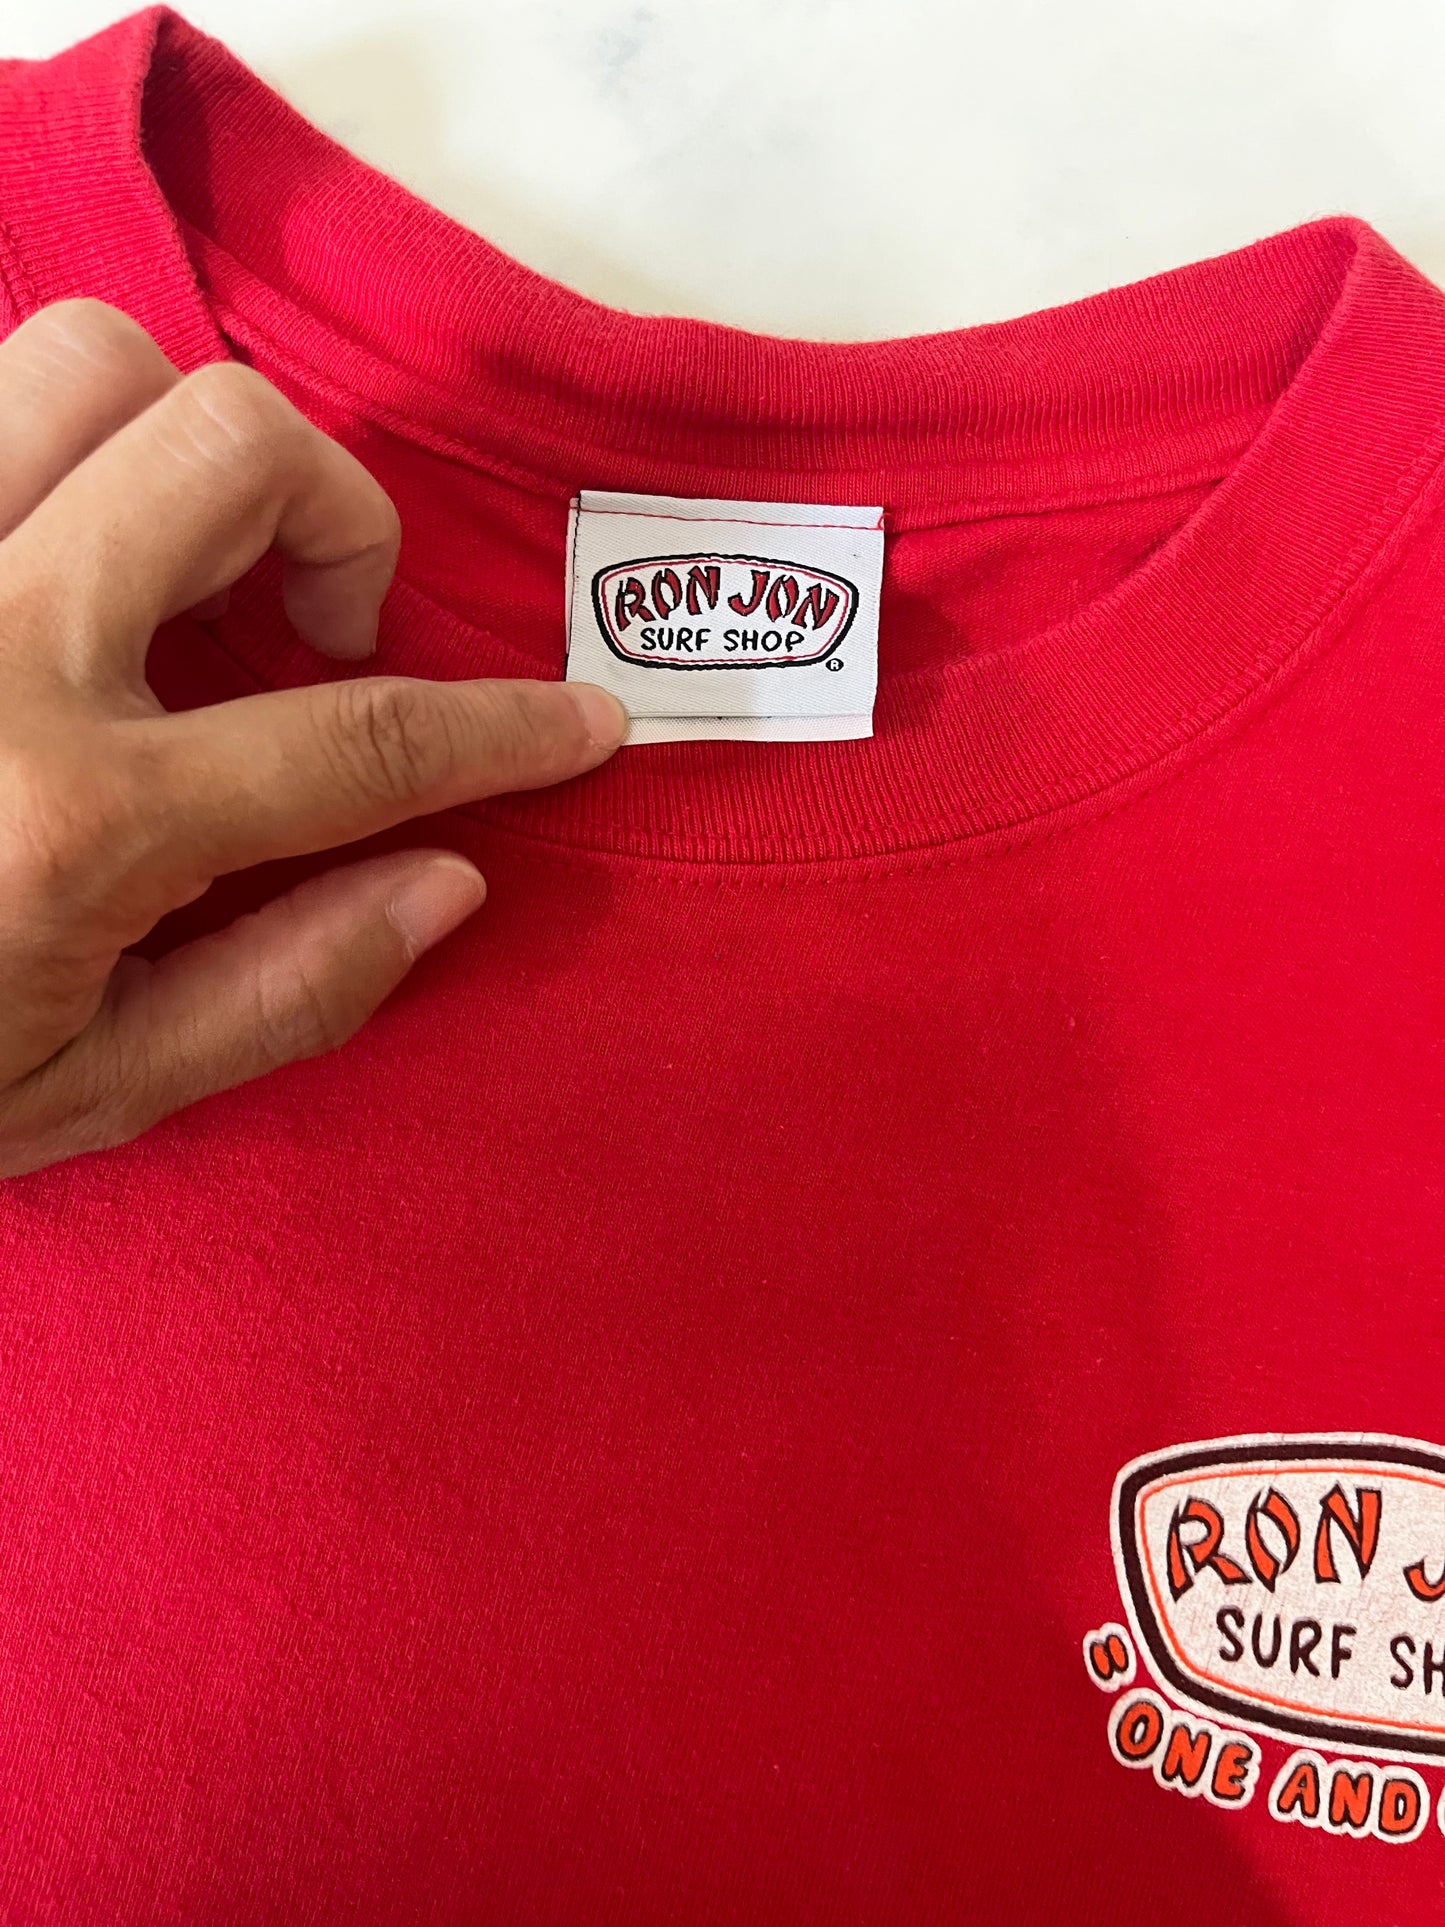 RON JON
SURF SHOP
®
RON J
SURF SH
"ONE AND